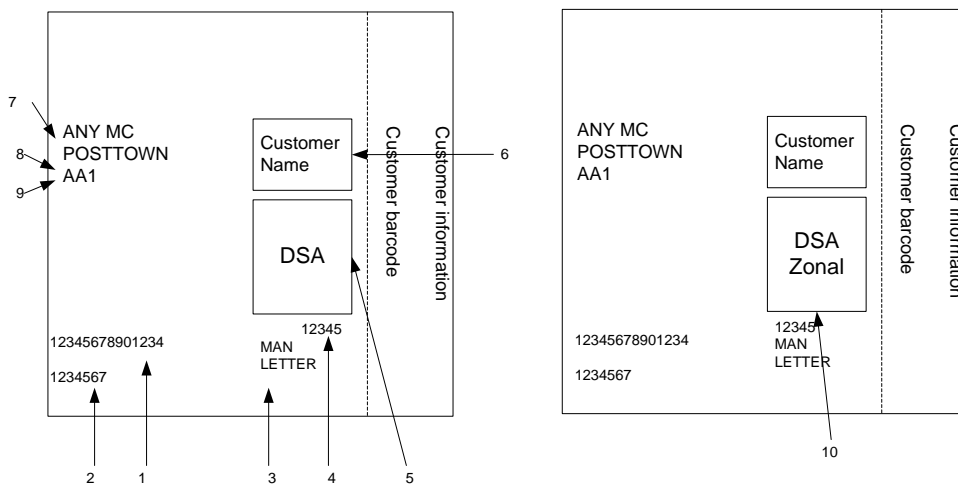 7
ANY MC
POSTTOWN
AA1
8
9
Customer
Name
6
DSA
Customer barcode
Customer information
12345
12345678901234
MAN
LETTER
1234567
2
1
3
4
5
ANY MC
POSTTOWN
AA1
Customer
Name
DSA
Zonal
Customer barcode
Customer information
12345
MAN
LETTER
12345678901234
1234567
10